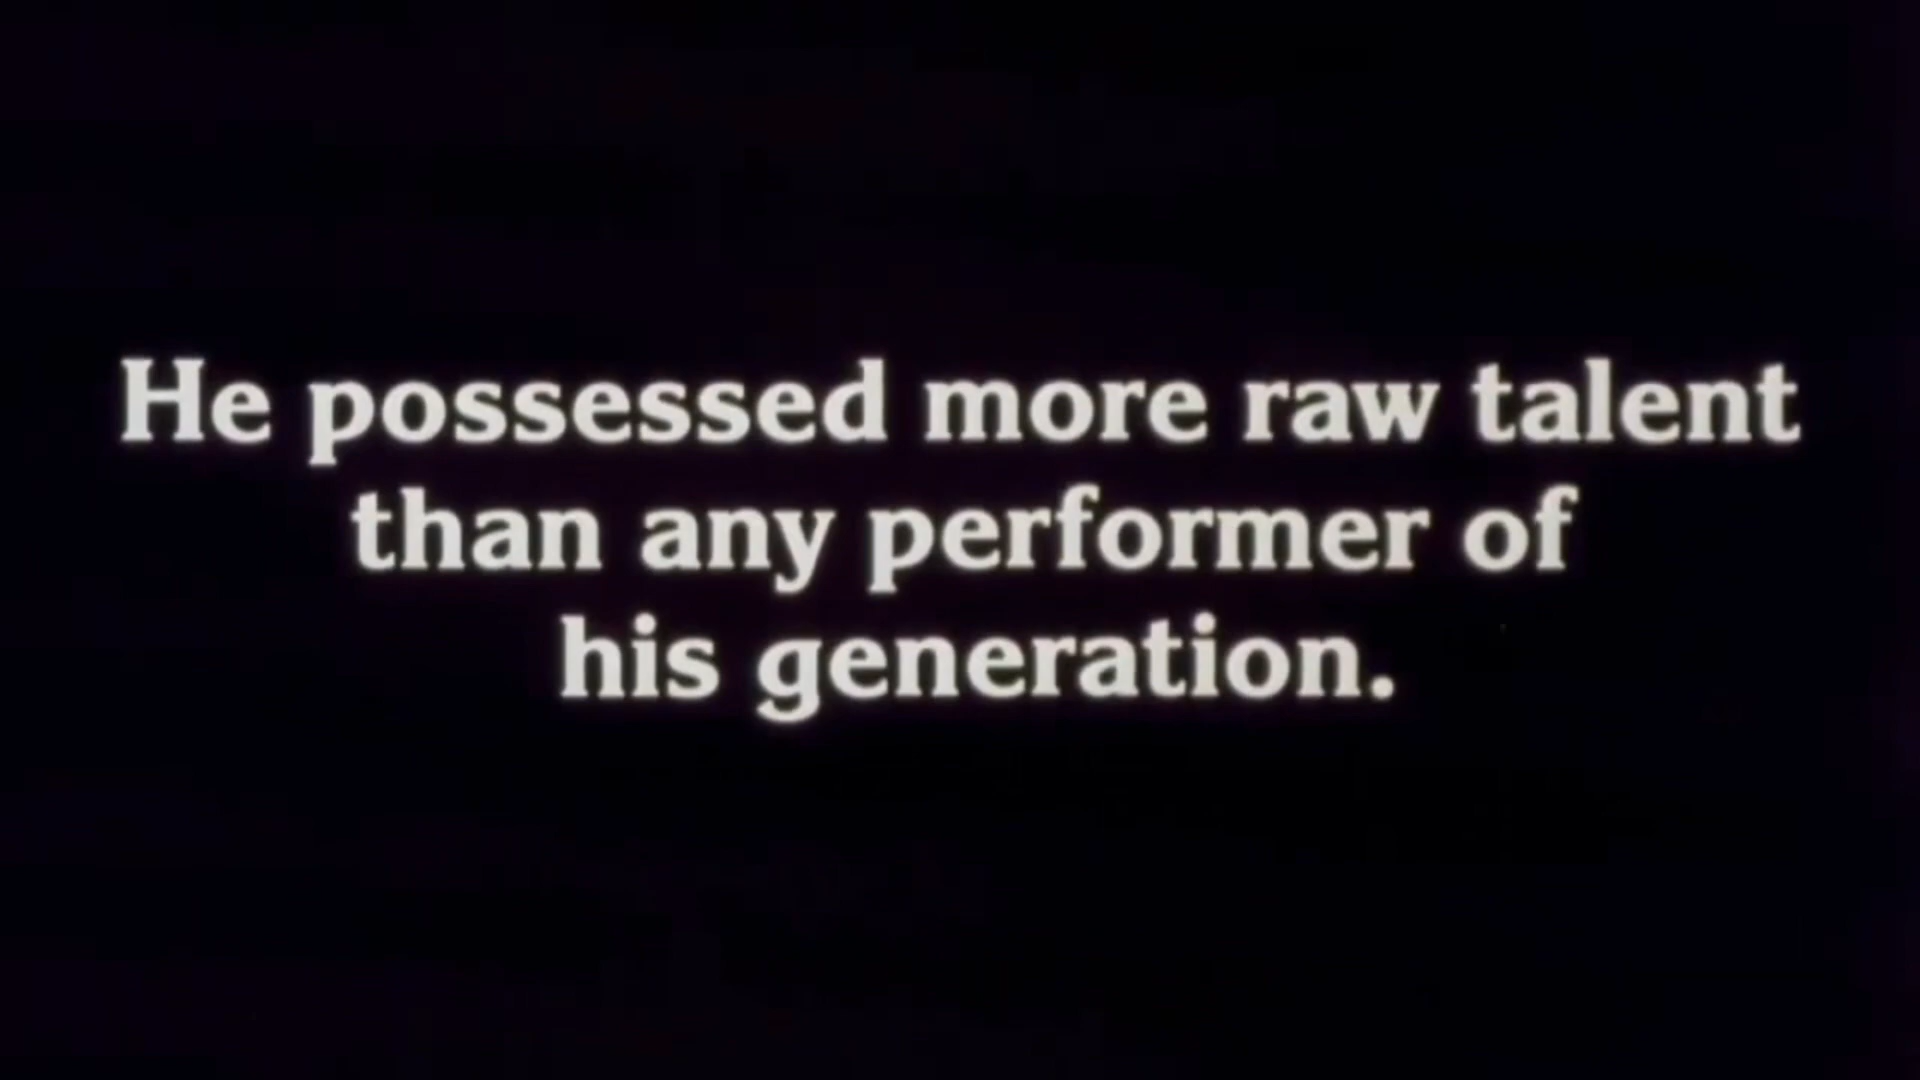 He possessed more raw talent
than any performer of
his generation.